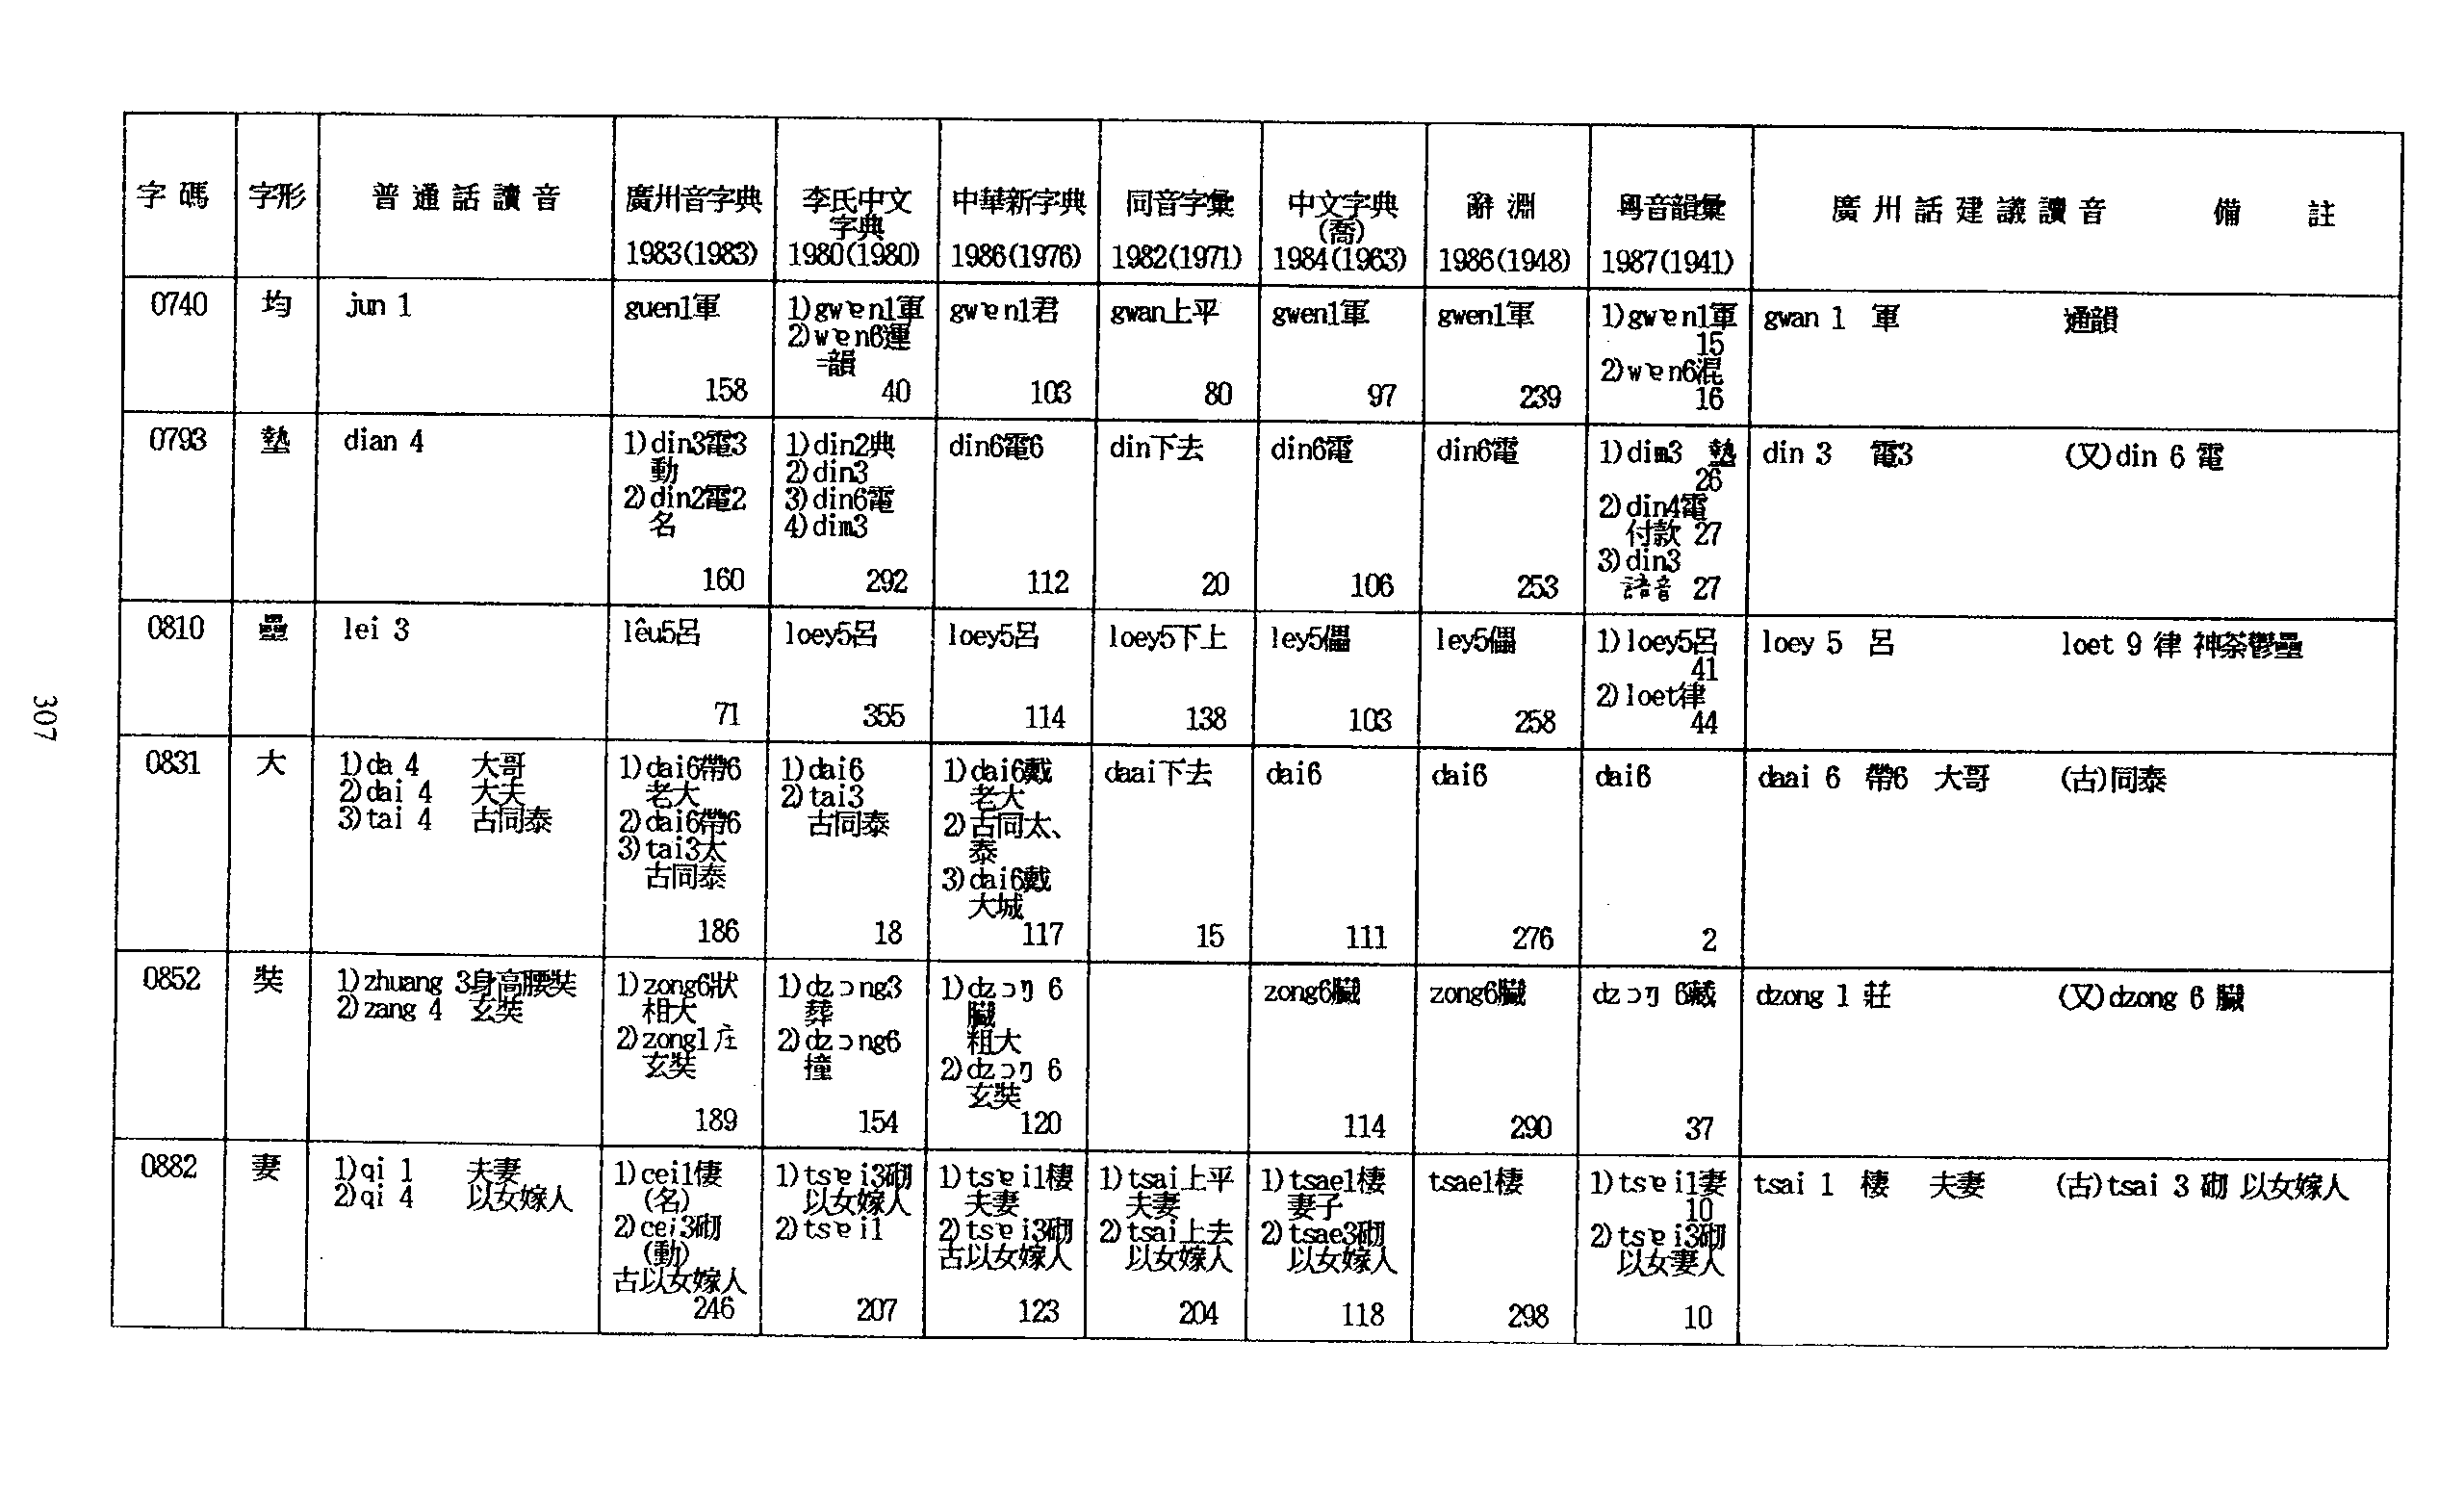 字碼 字形 普通話讀音 廣州音字典 1983(1983) 李氏中文字典 1980(1980) 中華新字典 1986(1976) 同音字彙 1982(1971) 中文字典(喬) 1984(1963) 辭淵 1986(1948) 粵音韻彙 1987(1941) 廣州話建議讀音 備註
0740 均 jun 1
guen1軍
158
1)gwɐn1軍
2)wɐn6運
=韻
40
gwɐn1君
103
gwan上平
80
gwen1軍
97
gwen1軍
239
1)gwɐn1軍
15
2)wɐn6混
16
gwan 1 軍 通韻
0793 墊 dian 4
1)din3電3
動
2)din2電2
名
160
1)din2典
2)din3
3)din6電
4)dim3
292
din6電6
112
din下去
20
din6電
106
din6電
253
1)dim3 墊
26
2)din4電
付款 27
3)din3
語音 27
din 3 電3 (又)din 6 電
0810 壘 lei 3
lêu5呂
71
loey5呂
355
loey5呂
114
loey5下上
138
ley5儡
103
ley5儡
258
1)loey5呂
41
2)loet律
44
loey 5 呂 loet 9 律 神荼鬱壘
0831 大
1)da 4 大哥
2)dai 4 大夫
3)tai 4 古同泰
1)dai6帶6
老大
2)dai6帶6
3)tai3太
古同泰
186
1)dai6
2)tai3
古同泰
18
1)dai6戴
老大
2)古同太、
泰
3)dai6戴
大城
117
daai下去
15
dai6
111
dai6
276
dai6
2
daai 6 帶6 大哥 (古)同泰
0852 奘
1)zhuang 3身高腰奘
2)zang 4 玄奘
1)zong6狀
相大
2)zong1庄
玄奘
189
1)dzɔng3
葬
2)dzɔng6
撞
154
1)dzɔŋ 6
臟
粗大
2)dzɔŋ 6
玄奘
120
zong6臟
114
zong6臟
290
dzɔŋ 6藏
37
dzong 1 莊 (又)dzong 6 臟
0882 妻
1)qi 1 夫妻
2)qi 4 以女嫁人
1)cei1悽
(名)
2)cei3砌
(動)
古以女嫁人
246
1)tsɐi3砌
以女嫁人
2)tsɐi1
207
1)tsɐi1棲
夫妻
2)tsɐi3砌
古以女嫁人
123
1)tsai上平
夫妻
2)tsai上去
以女嫁人
204
1)tsae1棲
妻子
2)tsae3砌
以女嫁人
118
tsae1棲
298
1)tsɐi1妻
10
2)tsɐi3砌
以女妻人
10
tsai 1 棲 夫妻 (古)tsai 3 砌 以女嫁人
307